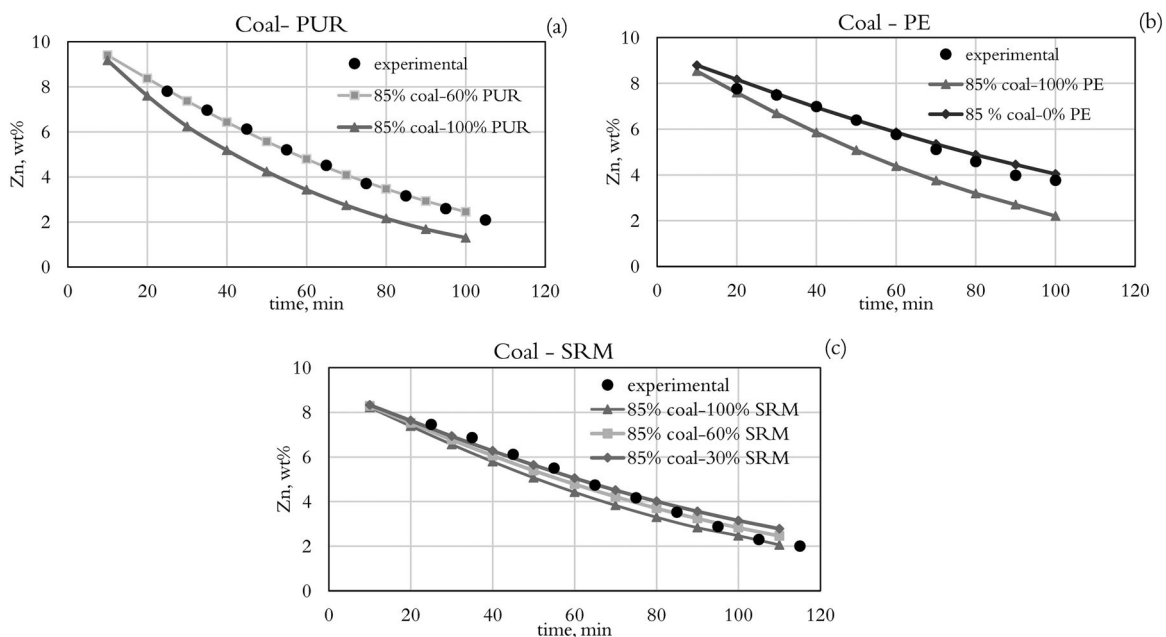 Coal- PUR
(a)
10
8
6
4
2
0
Zn, wt%
experimental
85% coal-60% PUR
85% coal-100% PUR
0 20 40 60 80 100 120
time, min
Coal - PE
(b)
10
8
6
4
2
0
Zn, wt%
experimental
85% coal-100% PE
85 % coal-0% PE
0 20 40 60 80 100 120
time, min
Coal - SRM
(c)
10
8
6
4
2
0
Zn, wt%
experimental
85% coal-100% SRM
85% coal-60% SRM
85% coal-30% SRM
0 20 40 60 80 100 120
time, min